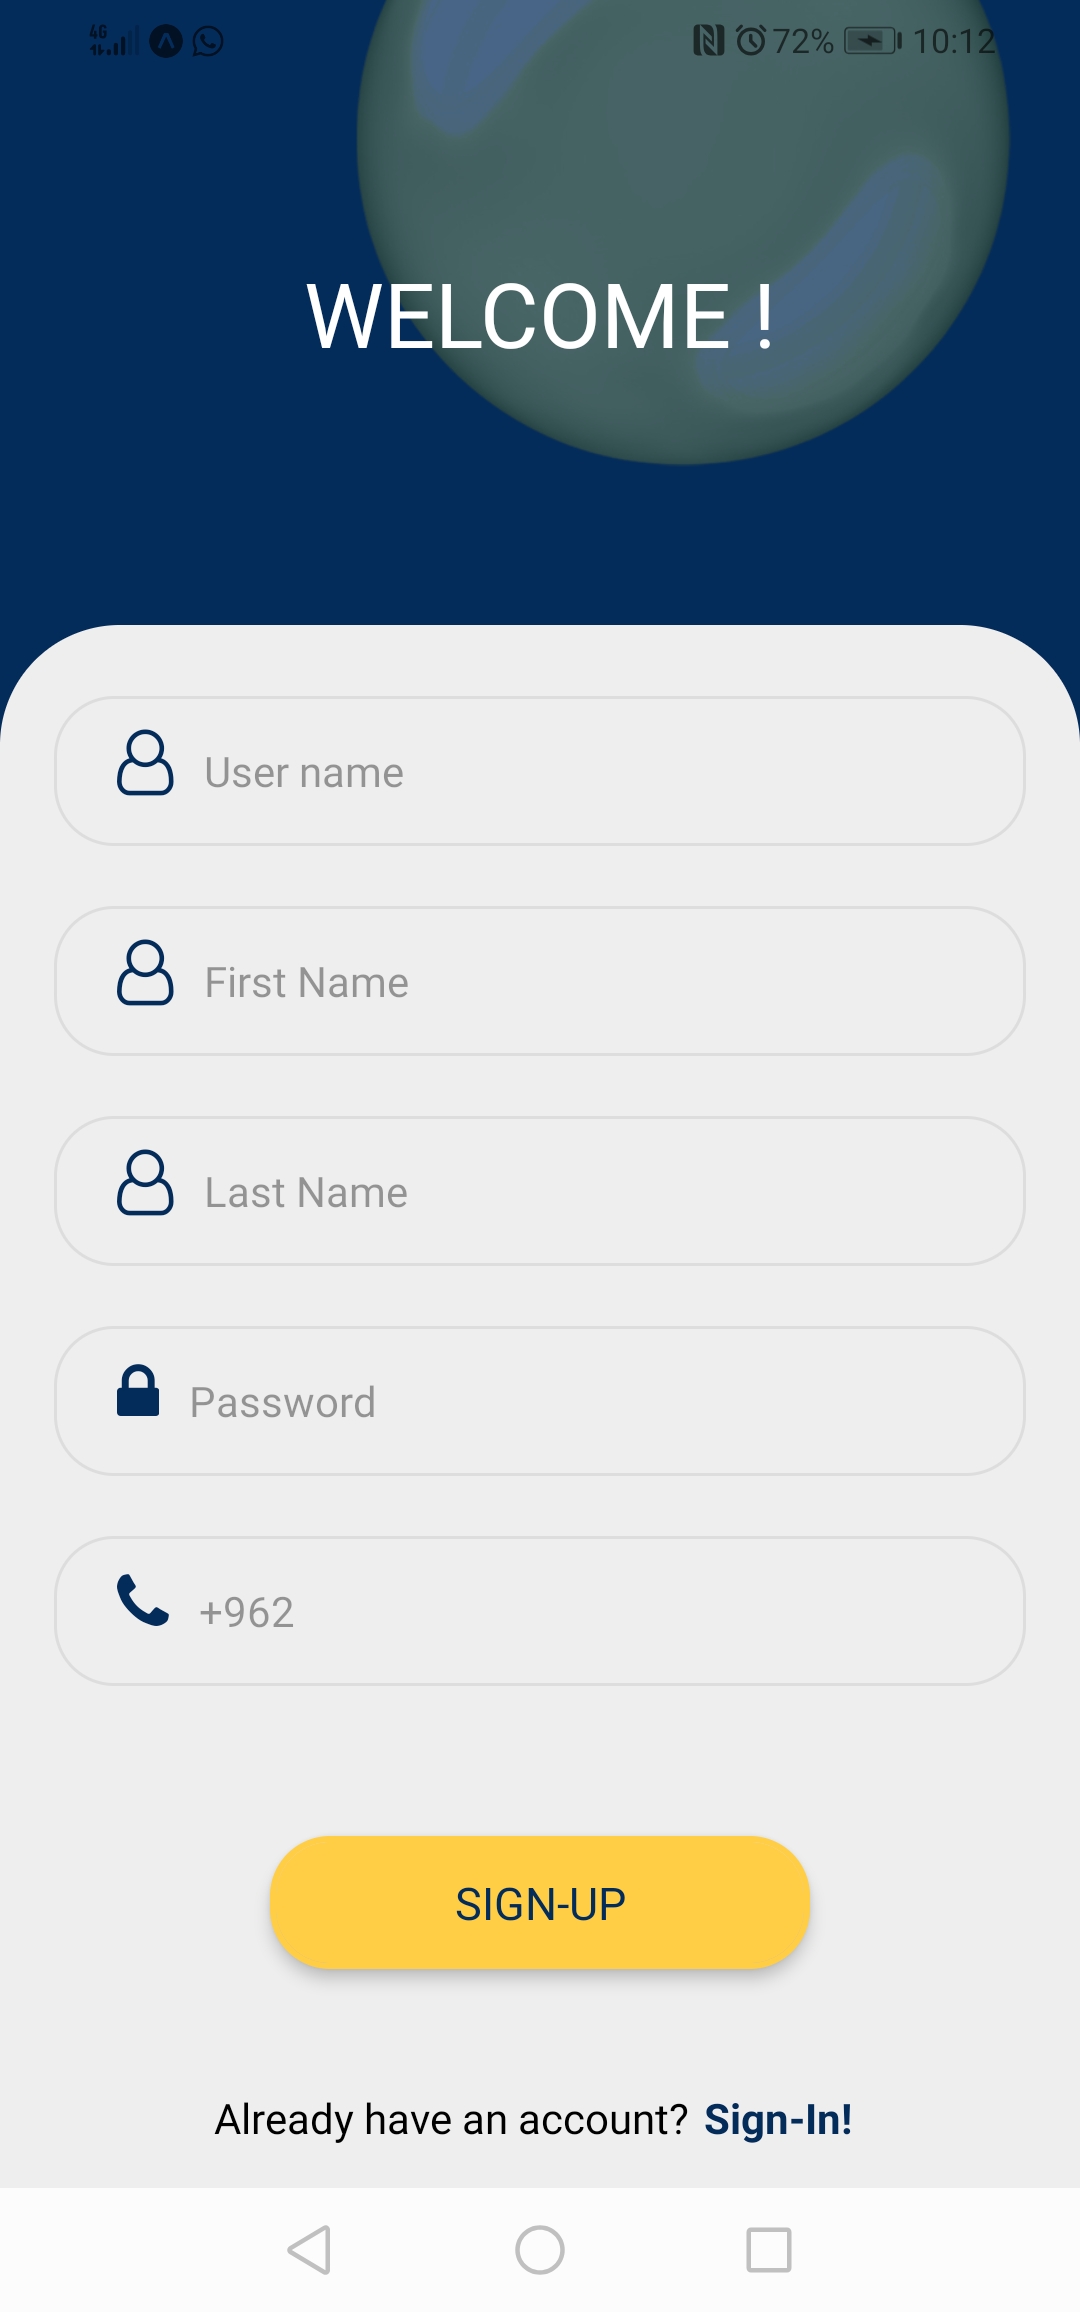 4G 72% 10:12
WELCOME !
User name
First Name
Last Name
Password
+962
SIGN-UP
Already have an account? Sign-In!